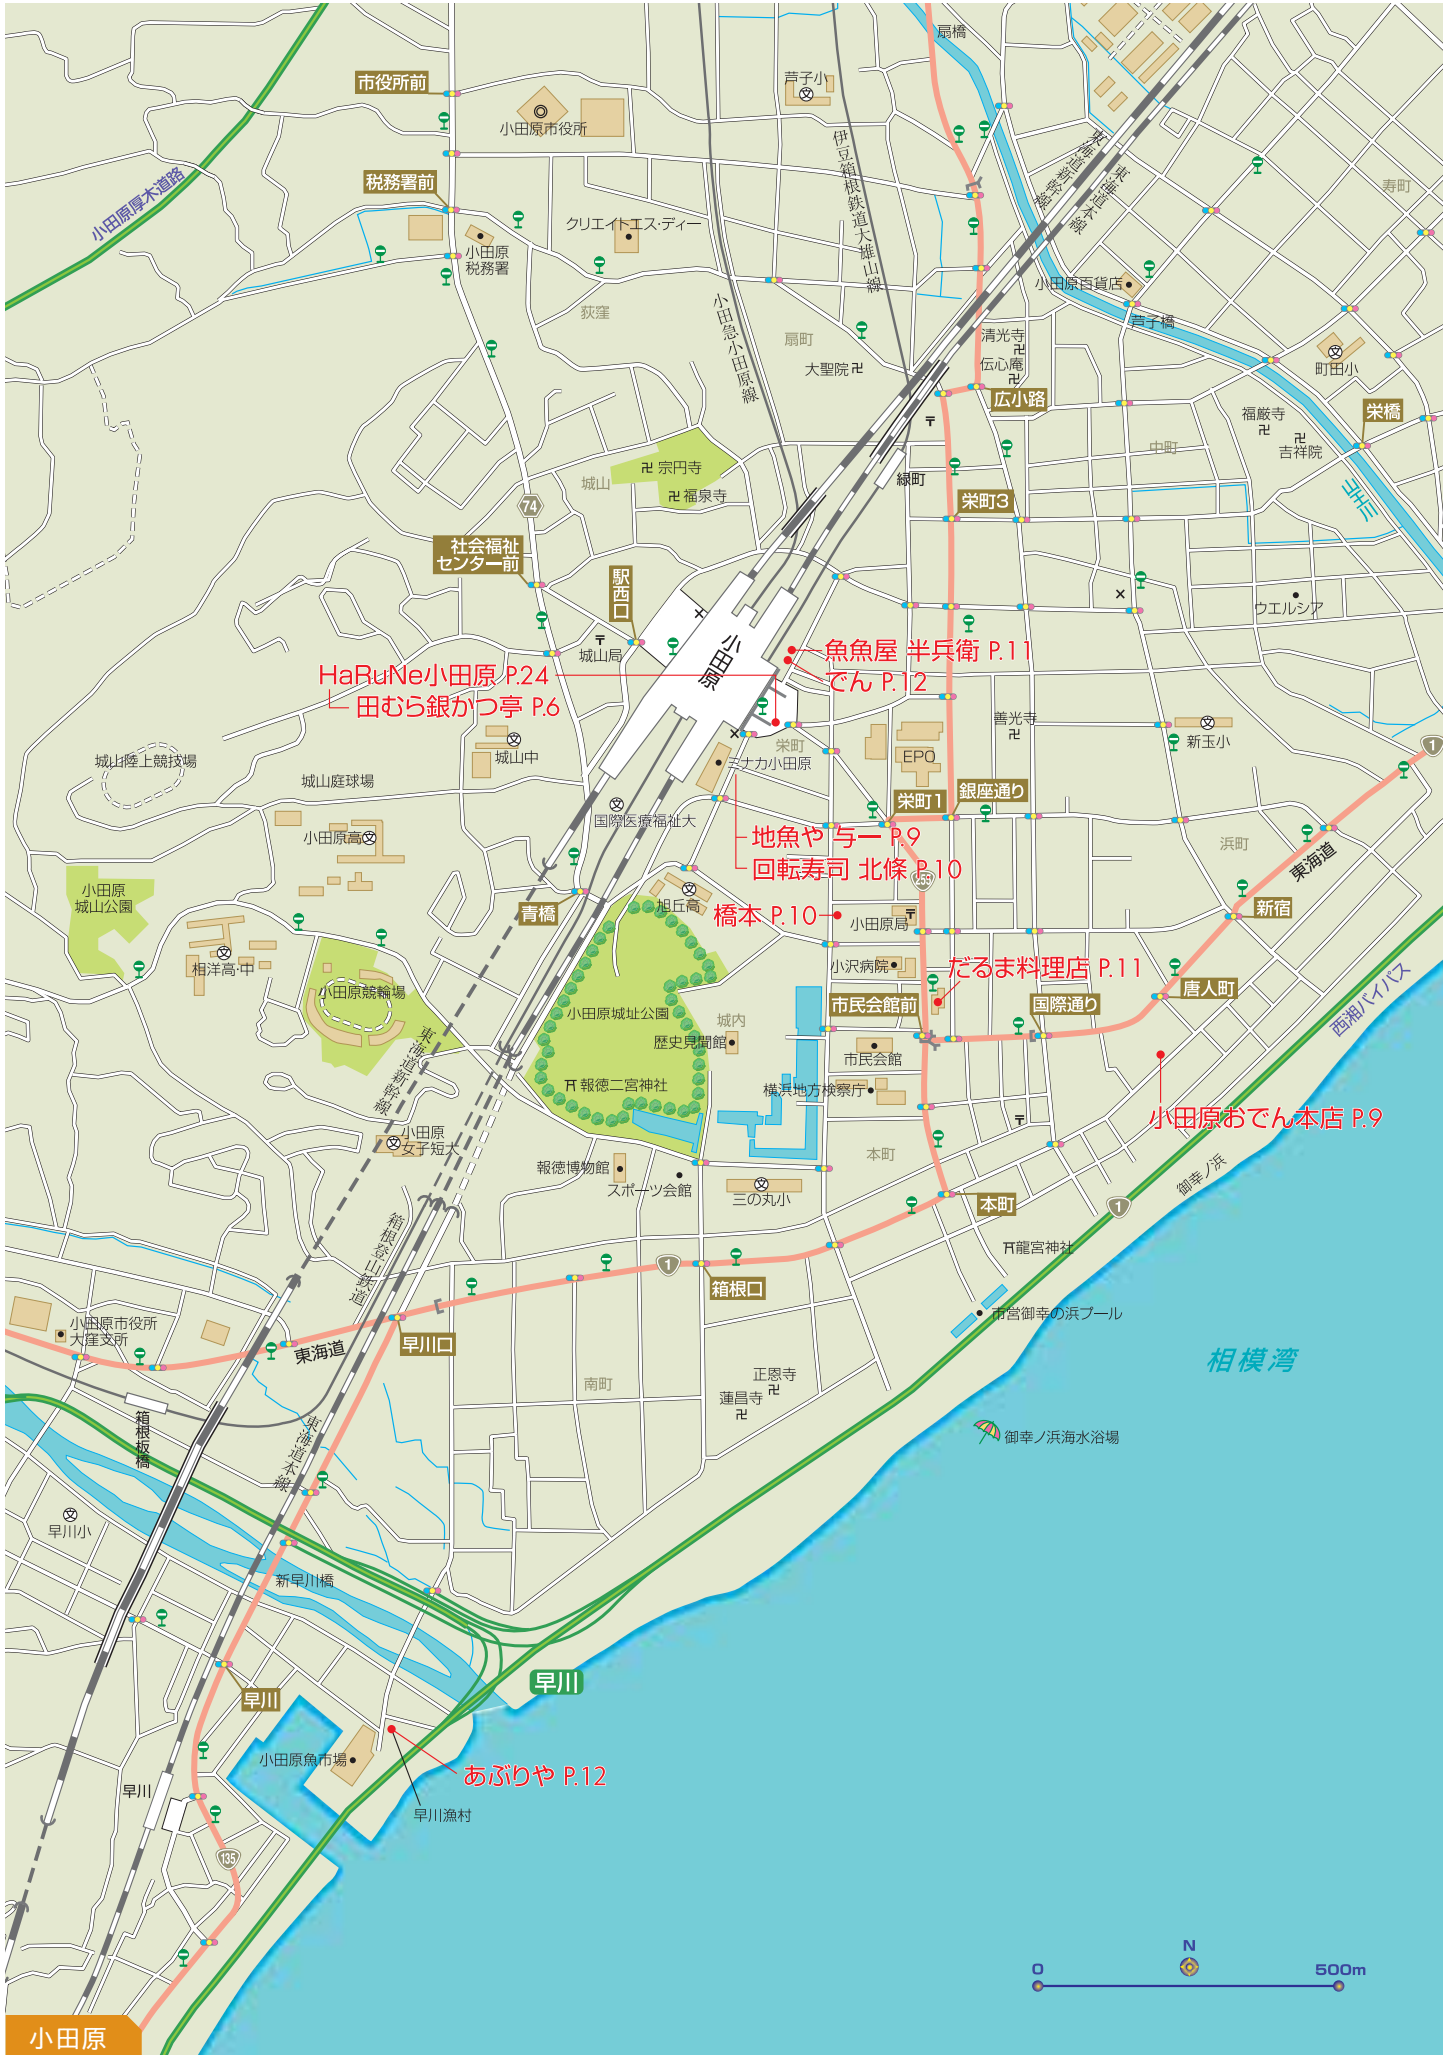 扇橋
市役所前
芦子小
小田原市役所
伊豆箱根鉄道大雄山線
東海道新幹線
東海道本線
寿町
税務署前
小田原厚木道路
クリエイトエス・ディー
小田原
税務署
小田原百貨店
荻窪
小田急小田原線
芦子橋
扇町
清光寺
大聖院
伝心庵
町田小
広小路
福厳寺
栄橋
中町
吉祥院
宗円寺
城山
福泉寺
緑町
74
栄町3
山王川
社会福祉
センター前
駅西口
ウエルシア
城山局
小田原
魚魚屋 半兵衛 P.11
HaRuNe小田原 P.24
でん P.12
田むら銀かつ亭 P.6
善光寺
新玉小
栄町
EPO
1
城山陸上競技場
城山中
ミナカ小田原
城山庭球場
銀座通り
栄町1
国際医療福祉大
小田原高
地魚や 与一 P.9
浜町
東海道
回転寿司 北條 P.10
259
小田原
城山公園
青橋
旭丘高
橋本 P.10
小田原局
新宿
相洋高・中
小沢病院
だるま料理店 P.11
小田原競輪場
市民会館前
国際通り
唐人町
西湘バイパス
小田原城址公園
城内
歴史見聞館
市民会館
東海道新幹線
報徳二宮神社
横浜地方検察庁
小田原おでん本店 P.9
小田原
女子短大
報徳博物館
本町
スポーツ会館
三の丸小
御幸ノ浜
本町
1
箱根登山鉄道
龍宮神社
1
箱根口
市営御幸の浜プール
小田原市役所
大窪支所
東海道
早川口
相模湾
南町
正恩寺
蓮昌寺
箱根板橋
東海道本線
御幸ノ浜海水浴場
早川小
新早川橋
早川
早川
小田原魚市場
あぶりや P.12
早川
早川漁村
135
N
0
500m
小田原